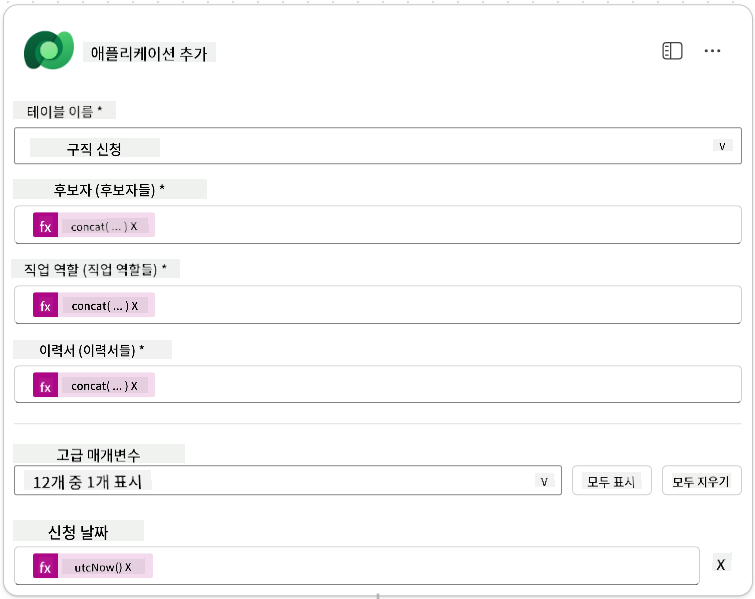 애플리케이션 추가
테이블 이름 *
구직 신청
v
후보자 (후보자들) *
fx concat( ... ) X
직업 역할 (직업 역할들) *
fx concat( ... ) X
이력서 (이력서들) *
fx concat( ... ) X
고급 매개변수
12개 중 1개 표시 v 모두 표시 모두 지우기
신청 날짜
fx utcNow() X X